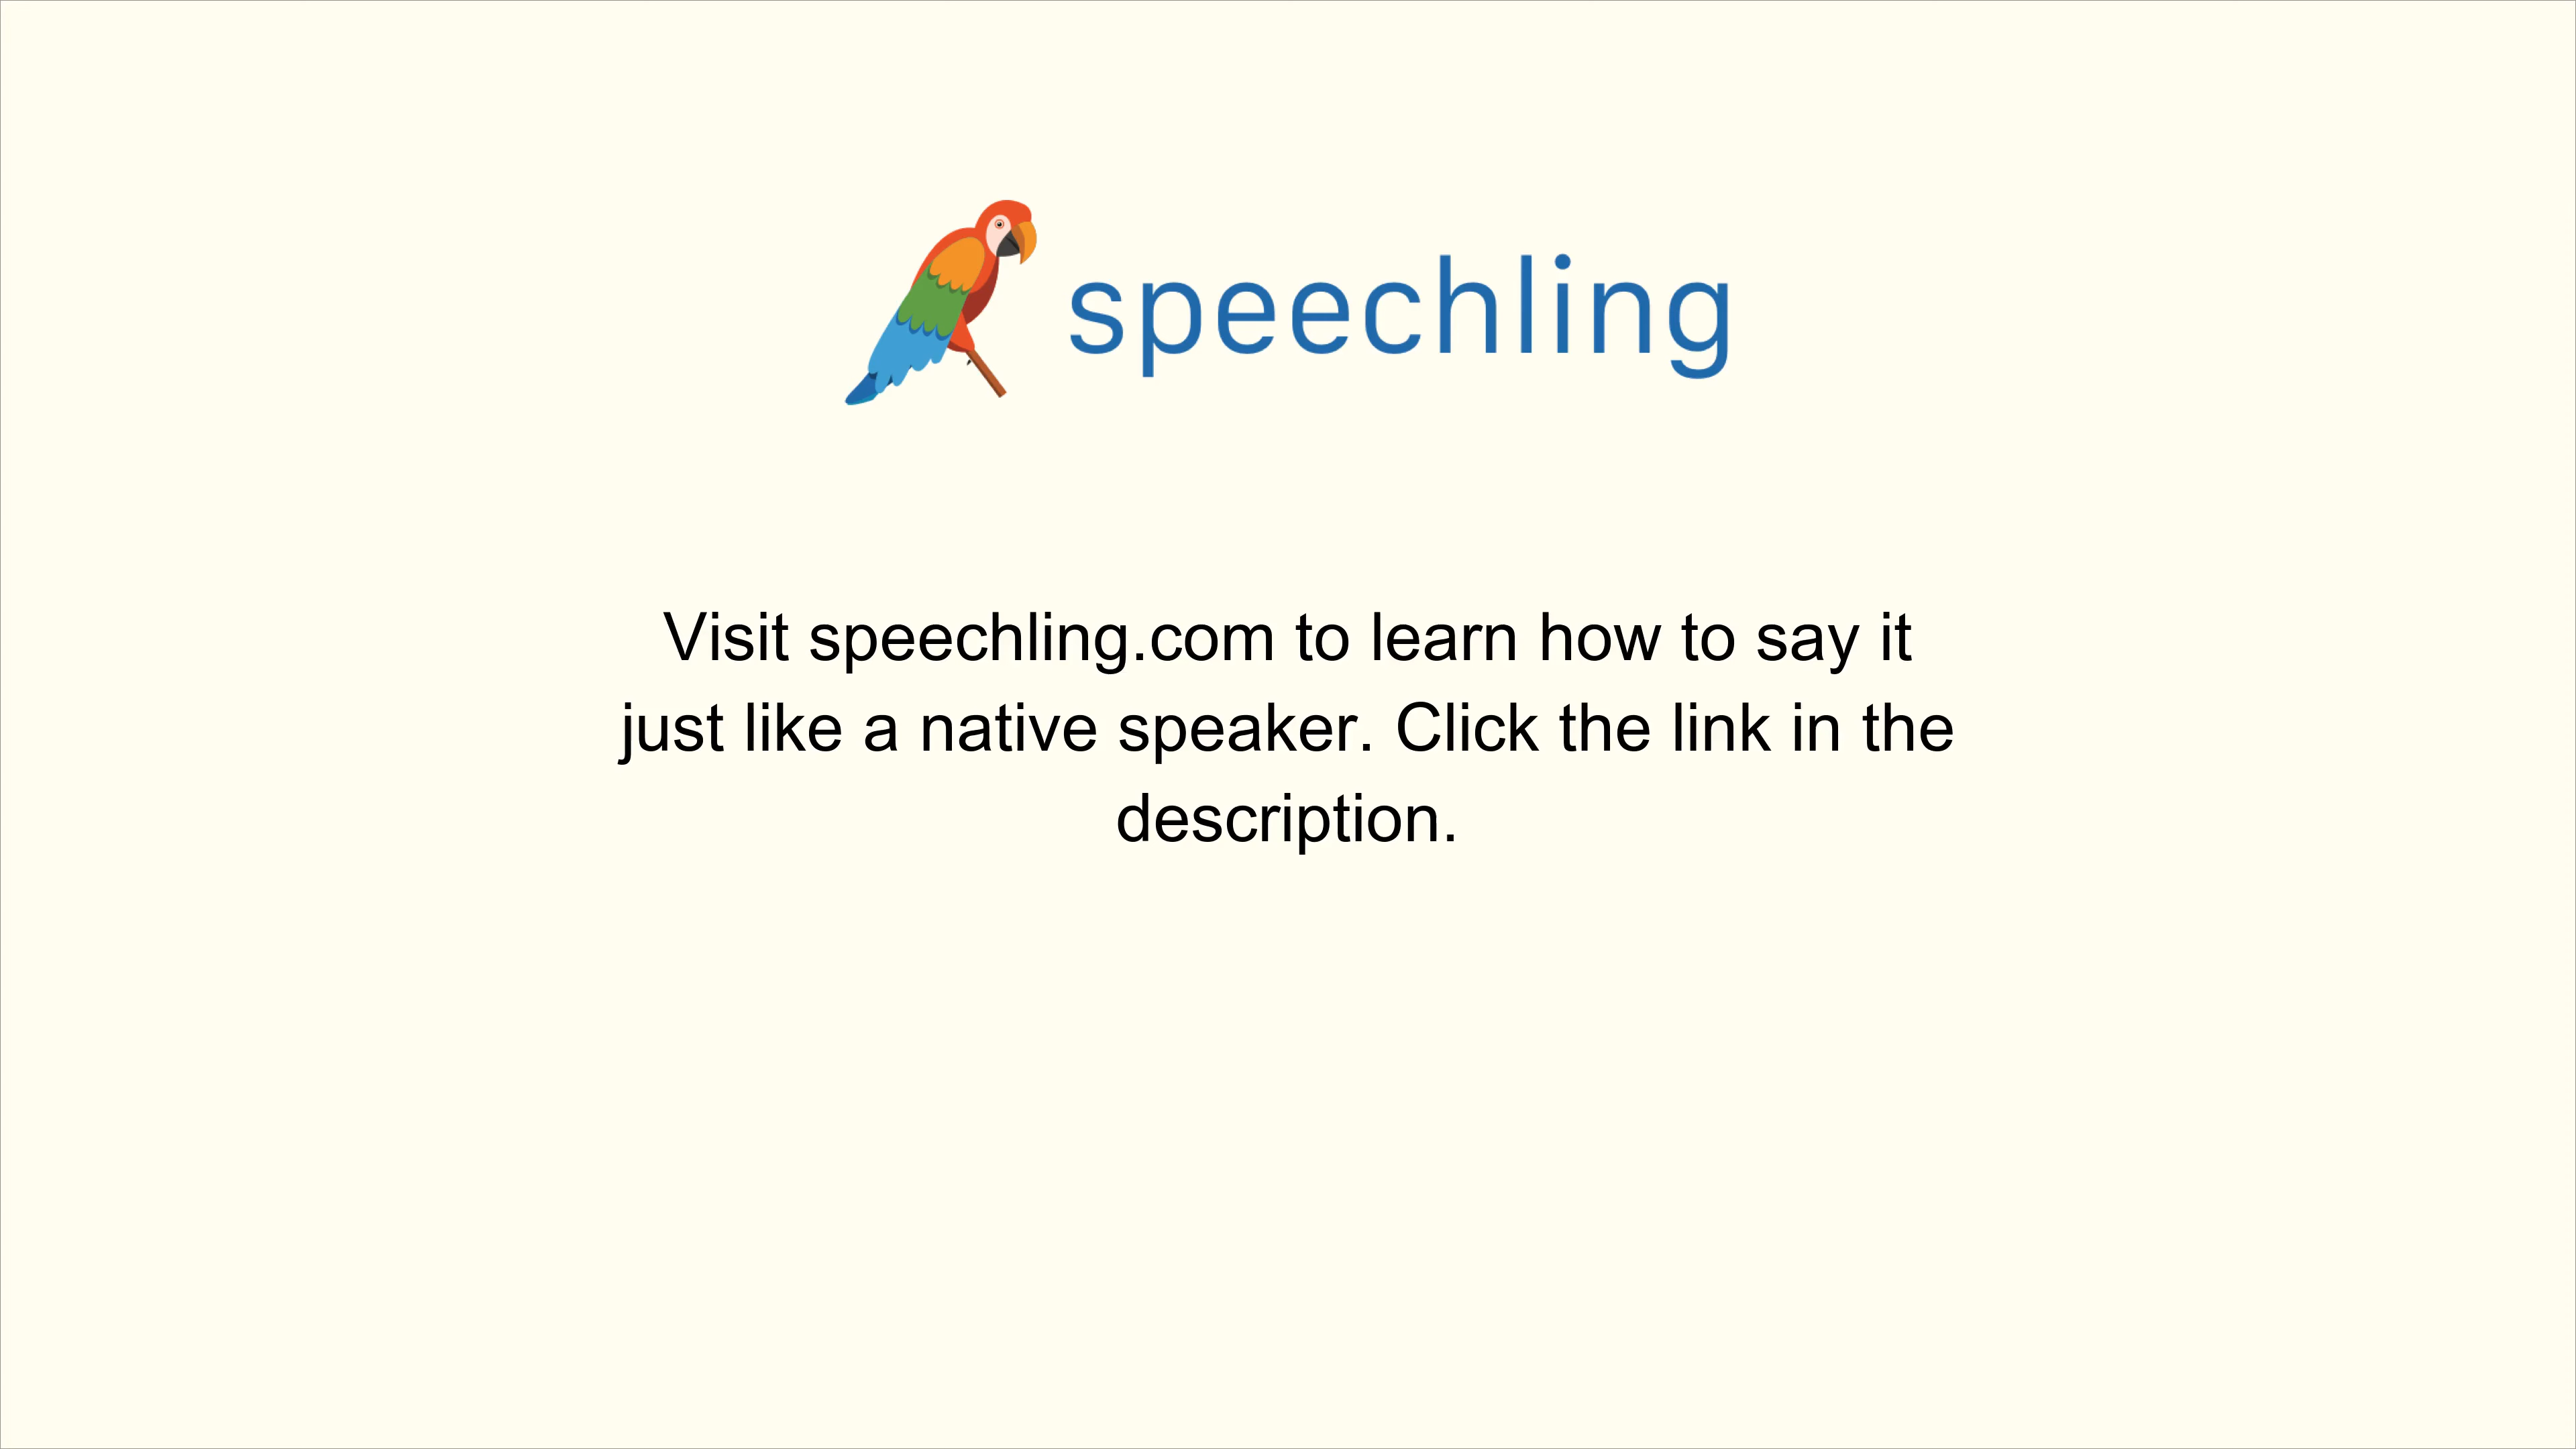 speechling
Visit speechling.com to learn how to say it
just like a native speaker. Click the link in the
description.